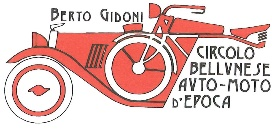 BERTO GIDONI
CIRCOLO
BELLUNESE
AUTO-MOTO
D'EPOCA